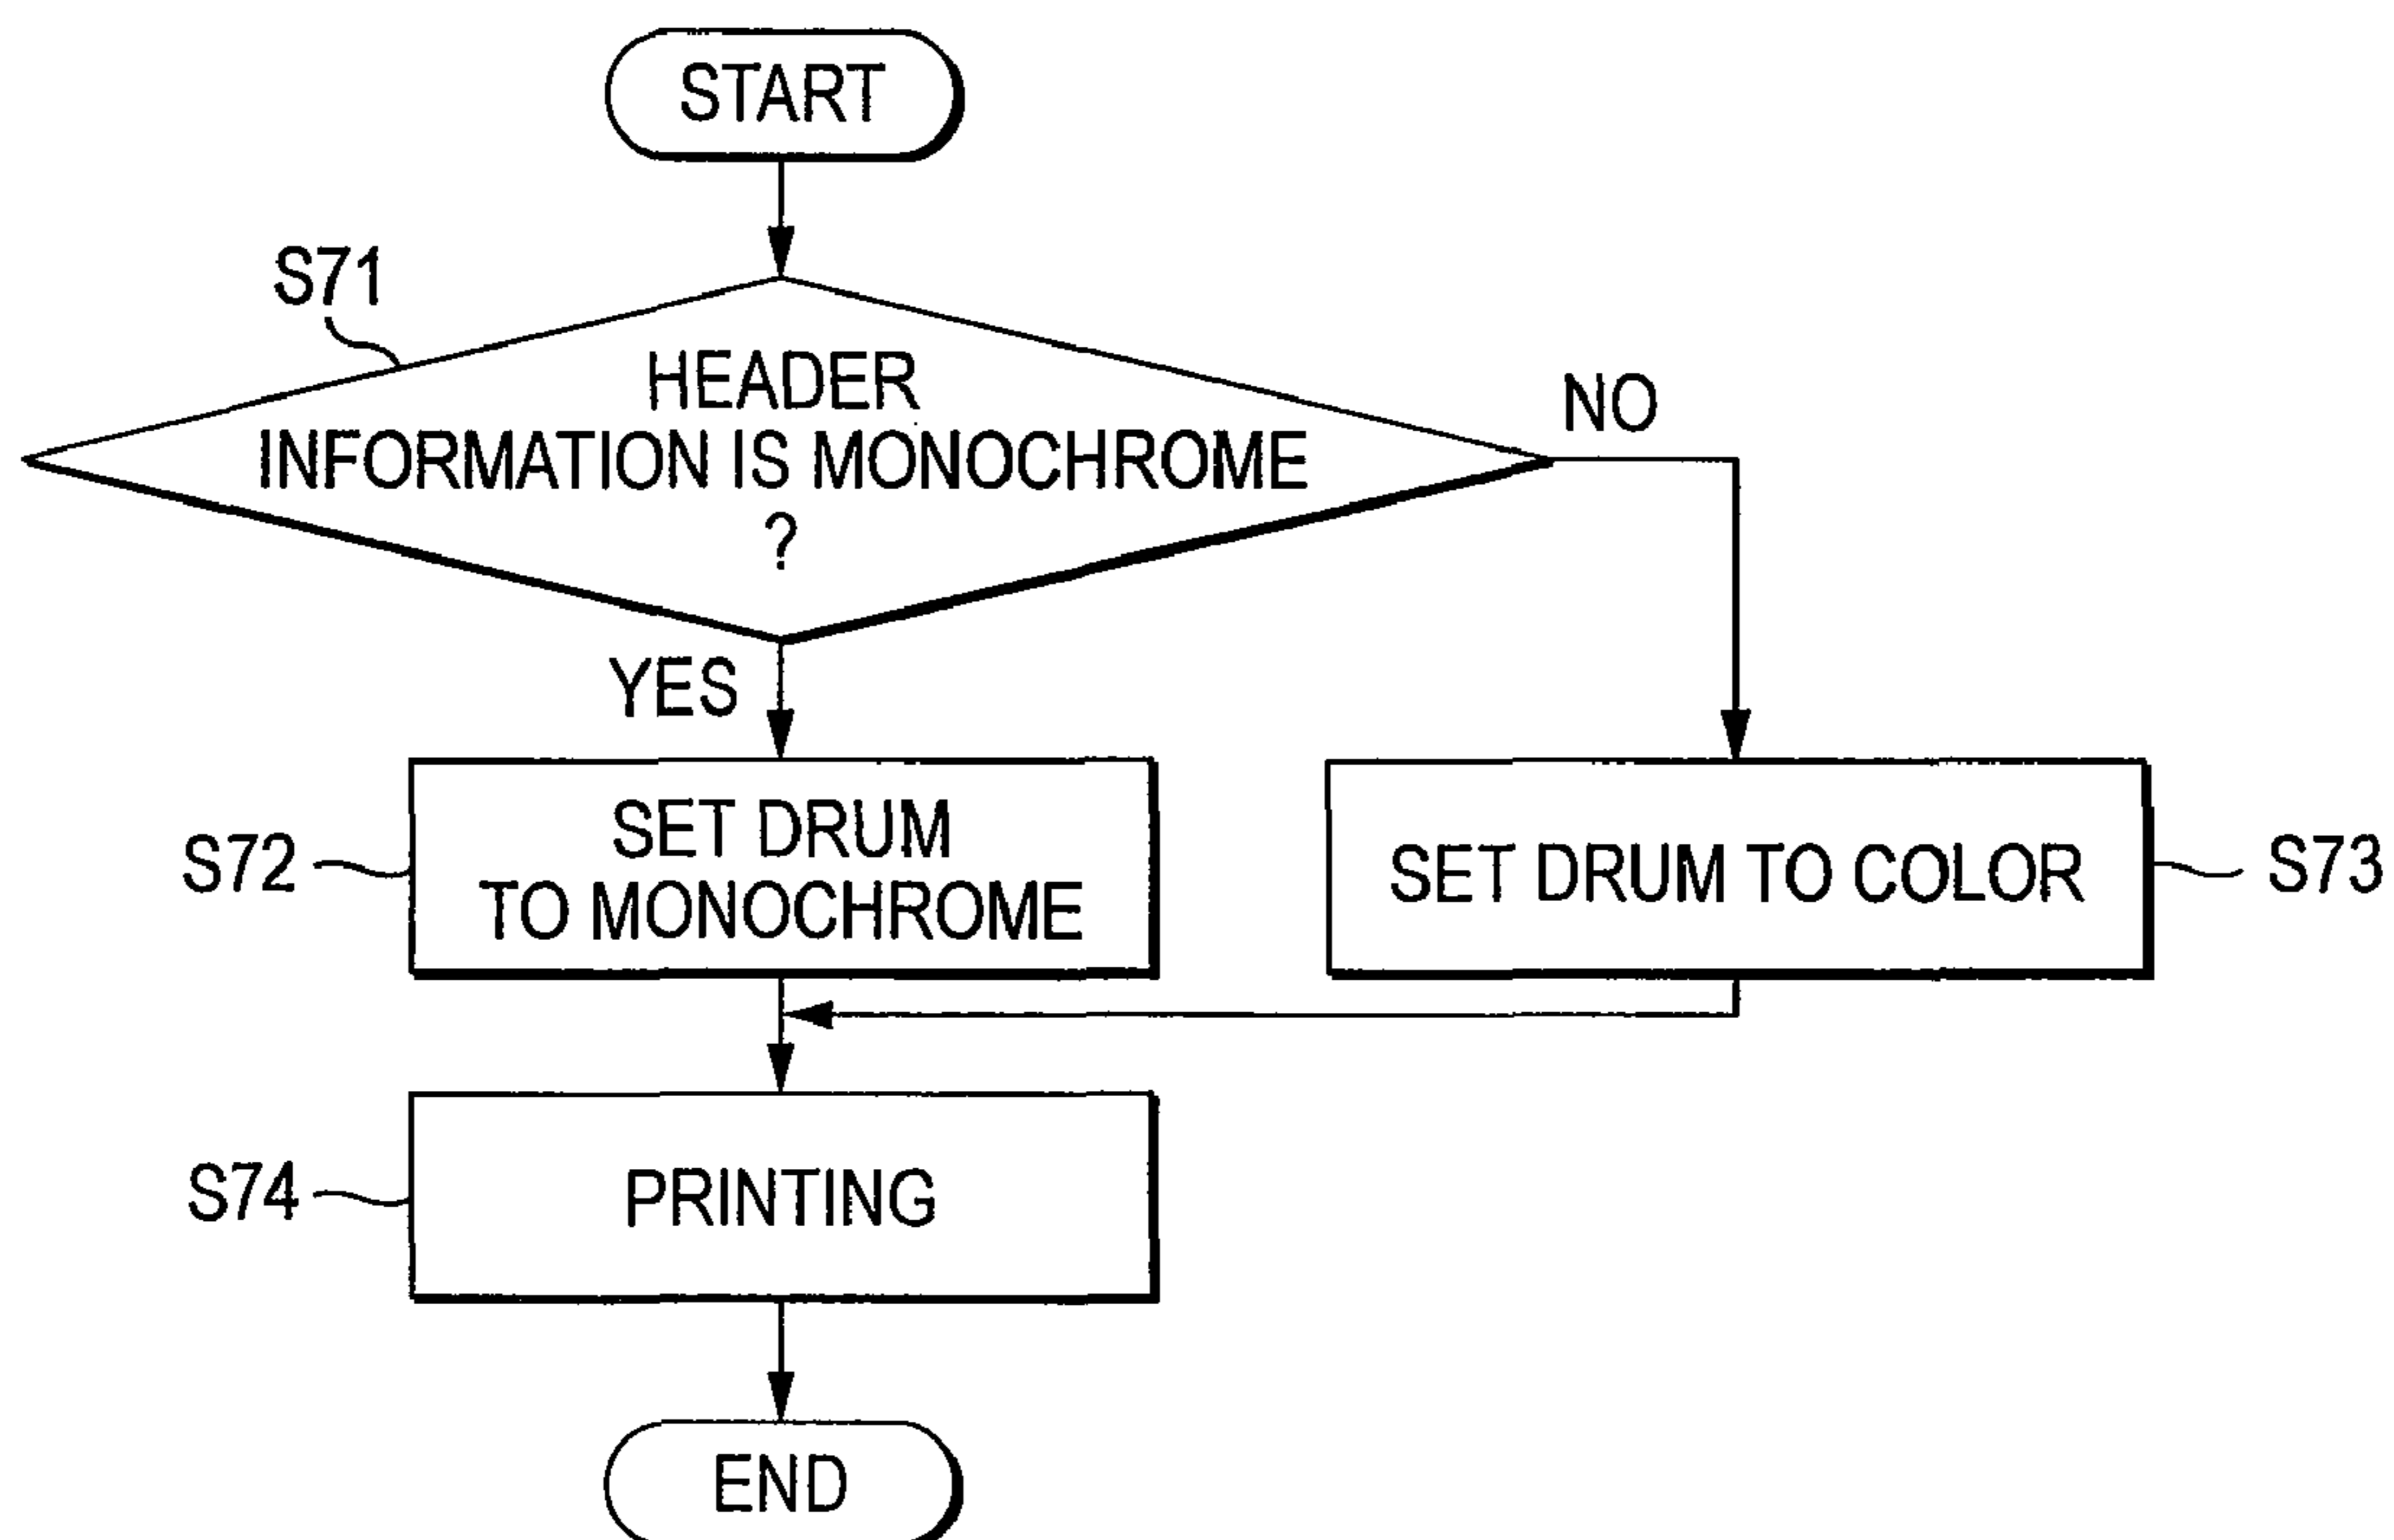 START
S71
HEADER
INFORMATION IS MONOCHROME
?
NO
YES
S72
SET DRUM
TO MONOCHROME
SET DRUM TO COLOR
S73
S74
PRINTING
END